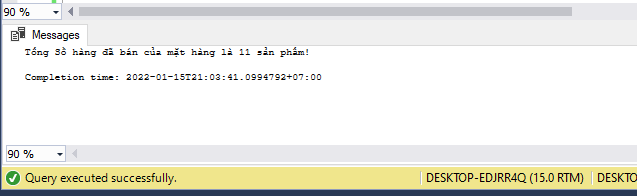 90 %
Messages
Tổng Số hàng đã bán của mặt hàng là 11 sản phẩm!
Completion time: 2022-01-15T21:03:41.0994792+07:00
90 %
Query executed successfully.
DESKTOP-EDJRR4Q (15.0 RTM)
DESKTO